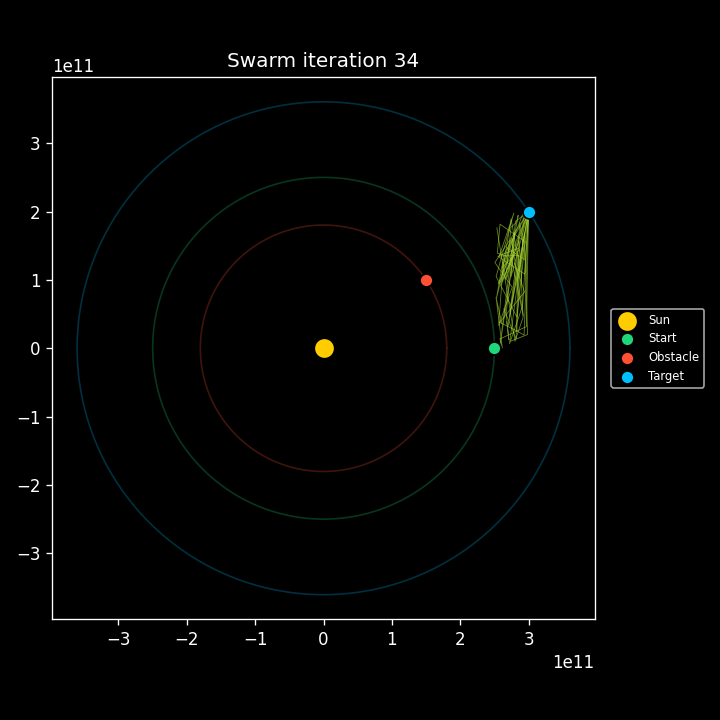 Swarm iteration 34
1e11
3
2
1
0
−1
−2
−3
−3 −2 −1 0 1 2 3
1e11
Sun
Start
Obstacle
Target